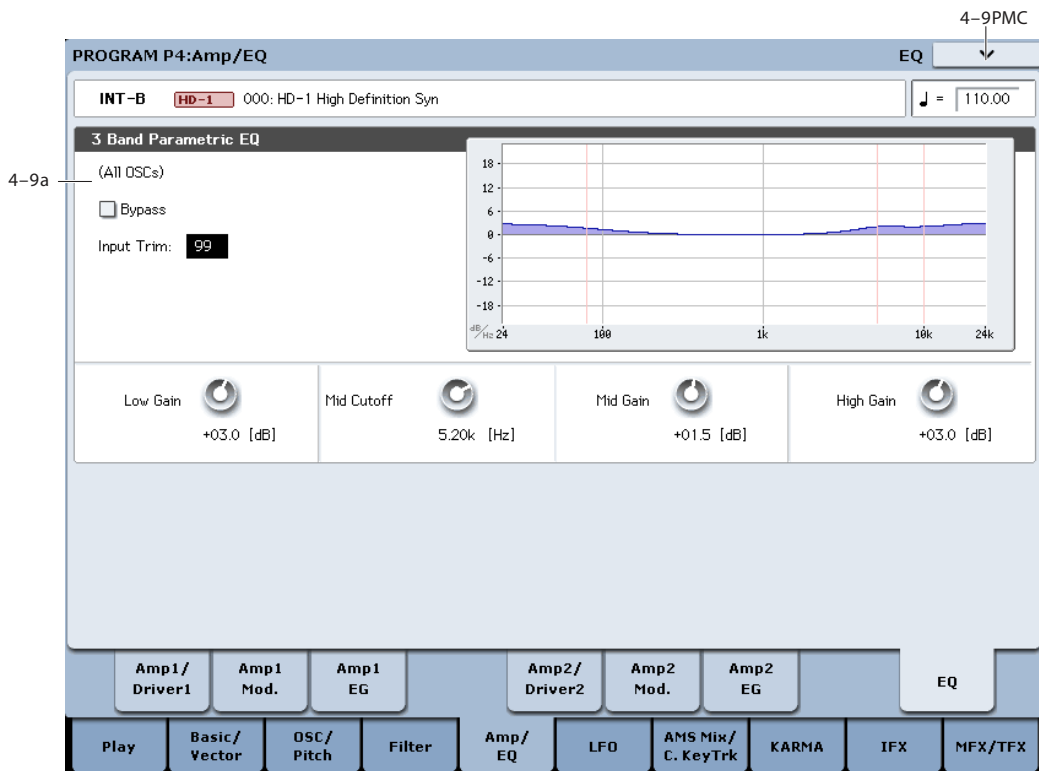 4–9PMC
PROGRAM P4:Amp/EQ EQ
INT-B HD-1 000: HD-1 High Definition Syn ♩ = 110.00
3 Band Parametric EQ
4–9a
(All OSCs)
Bypass
Input Trim: 99
18
12
6
0
-6
-12
-18
dB/Hz 24 100 1k 10k 24k
Low Gain Mid Cutoff Mid Gain High Gain
+03.0 [dB] 5.20k [Hz] +01.5 [dB] +03.0 [dB]
Amp1/ Amp1 Amp1 Amp2/ Amp2 Amp2 EQ
Driver1 Mod. EG Driver2 Mod. EG
Play Basic/ OSC/ Filter Amp/ LFO AMS Mix/ KARMA IFX MFX/TFX
Vector Pitch EQ C. KeyTrk